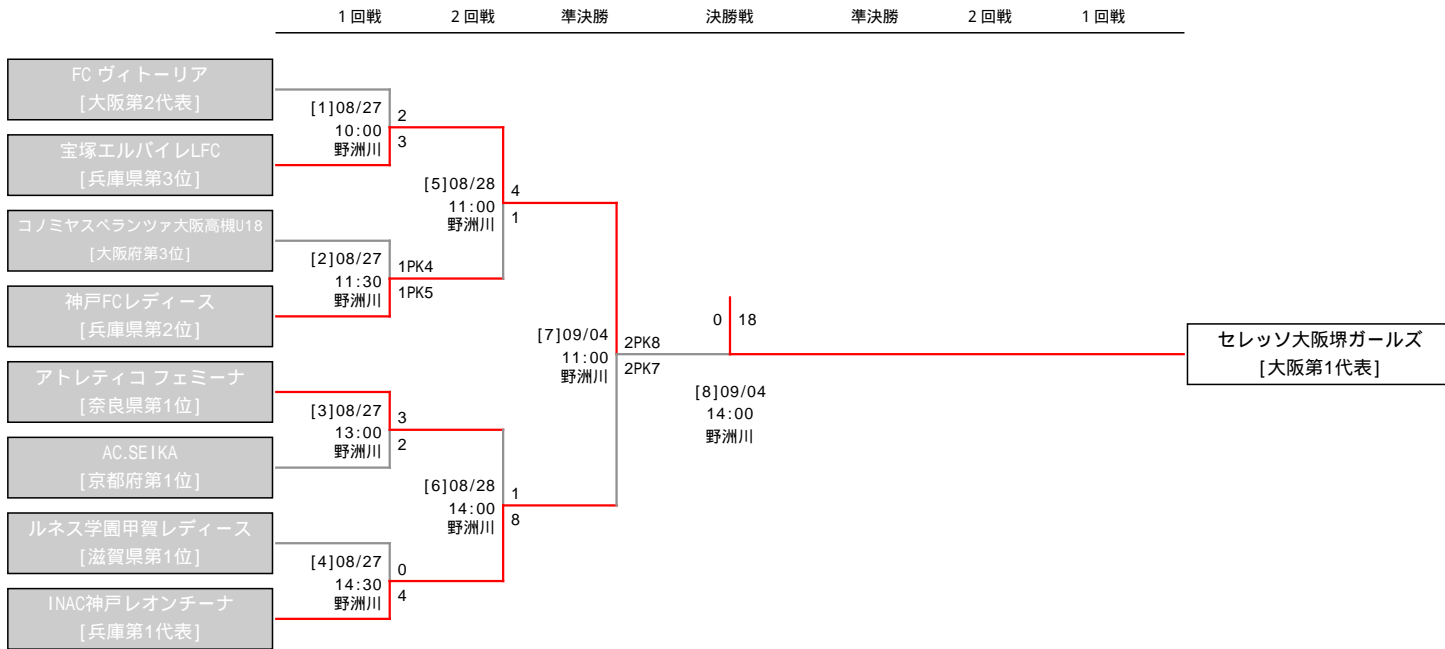 1回戦 2回戦 準決勝 決勝戦 準決勝 2回戦 1回戦
FC ヴィトーリア
[大阪第2代表]
宝塚エルバイレLFC
[兵庫県第3位]
コノミヤスペランツァ大阪高槻U18
[大阪府第3位]
神戸FCレディース
[兵庫県第2位]
アトレティコ フェミーナ
[奈良県第1位]
AC.SEIKA
[京都府第1位]
ルネス学園甲賀レディース
[滋賀県第1位]
INAC神戸レオンチーナ
[兵庫第1代表]
[1]08/27
10:00
野洲川
2
3
[2]08/27
11:30
野洲川
1PK4
1PK5
[3]08/27
13:00
野洲川
3
2
[4]08/27
14:30
野洲川
0
4
[5]08/28
11:00
野洲川
4
1
[6]08/28
14:00
野洲川
1
8
[7]09/04
11:00
野洲川
2PK8
2PK7
0 18
[8]09/04
14:00
野洲川
セレッソ大阪堺ガールズ
[大阪第1代表]